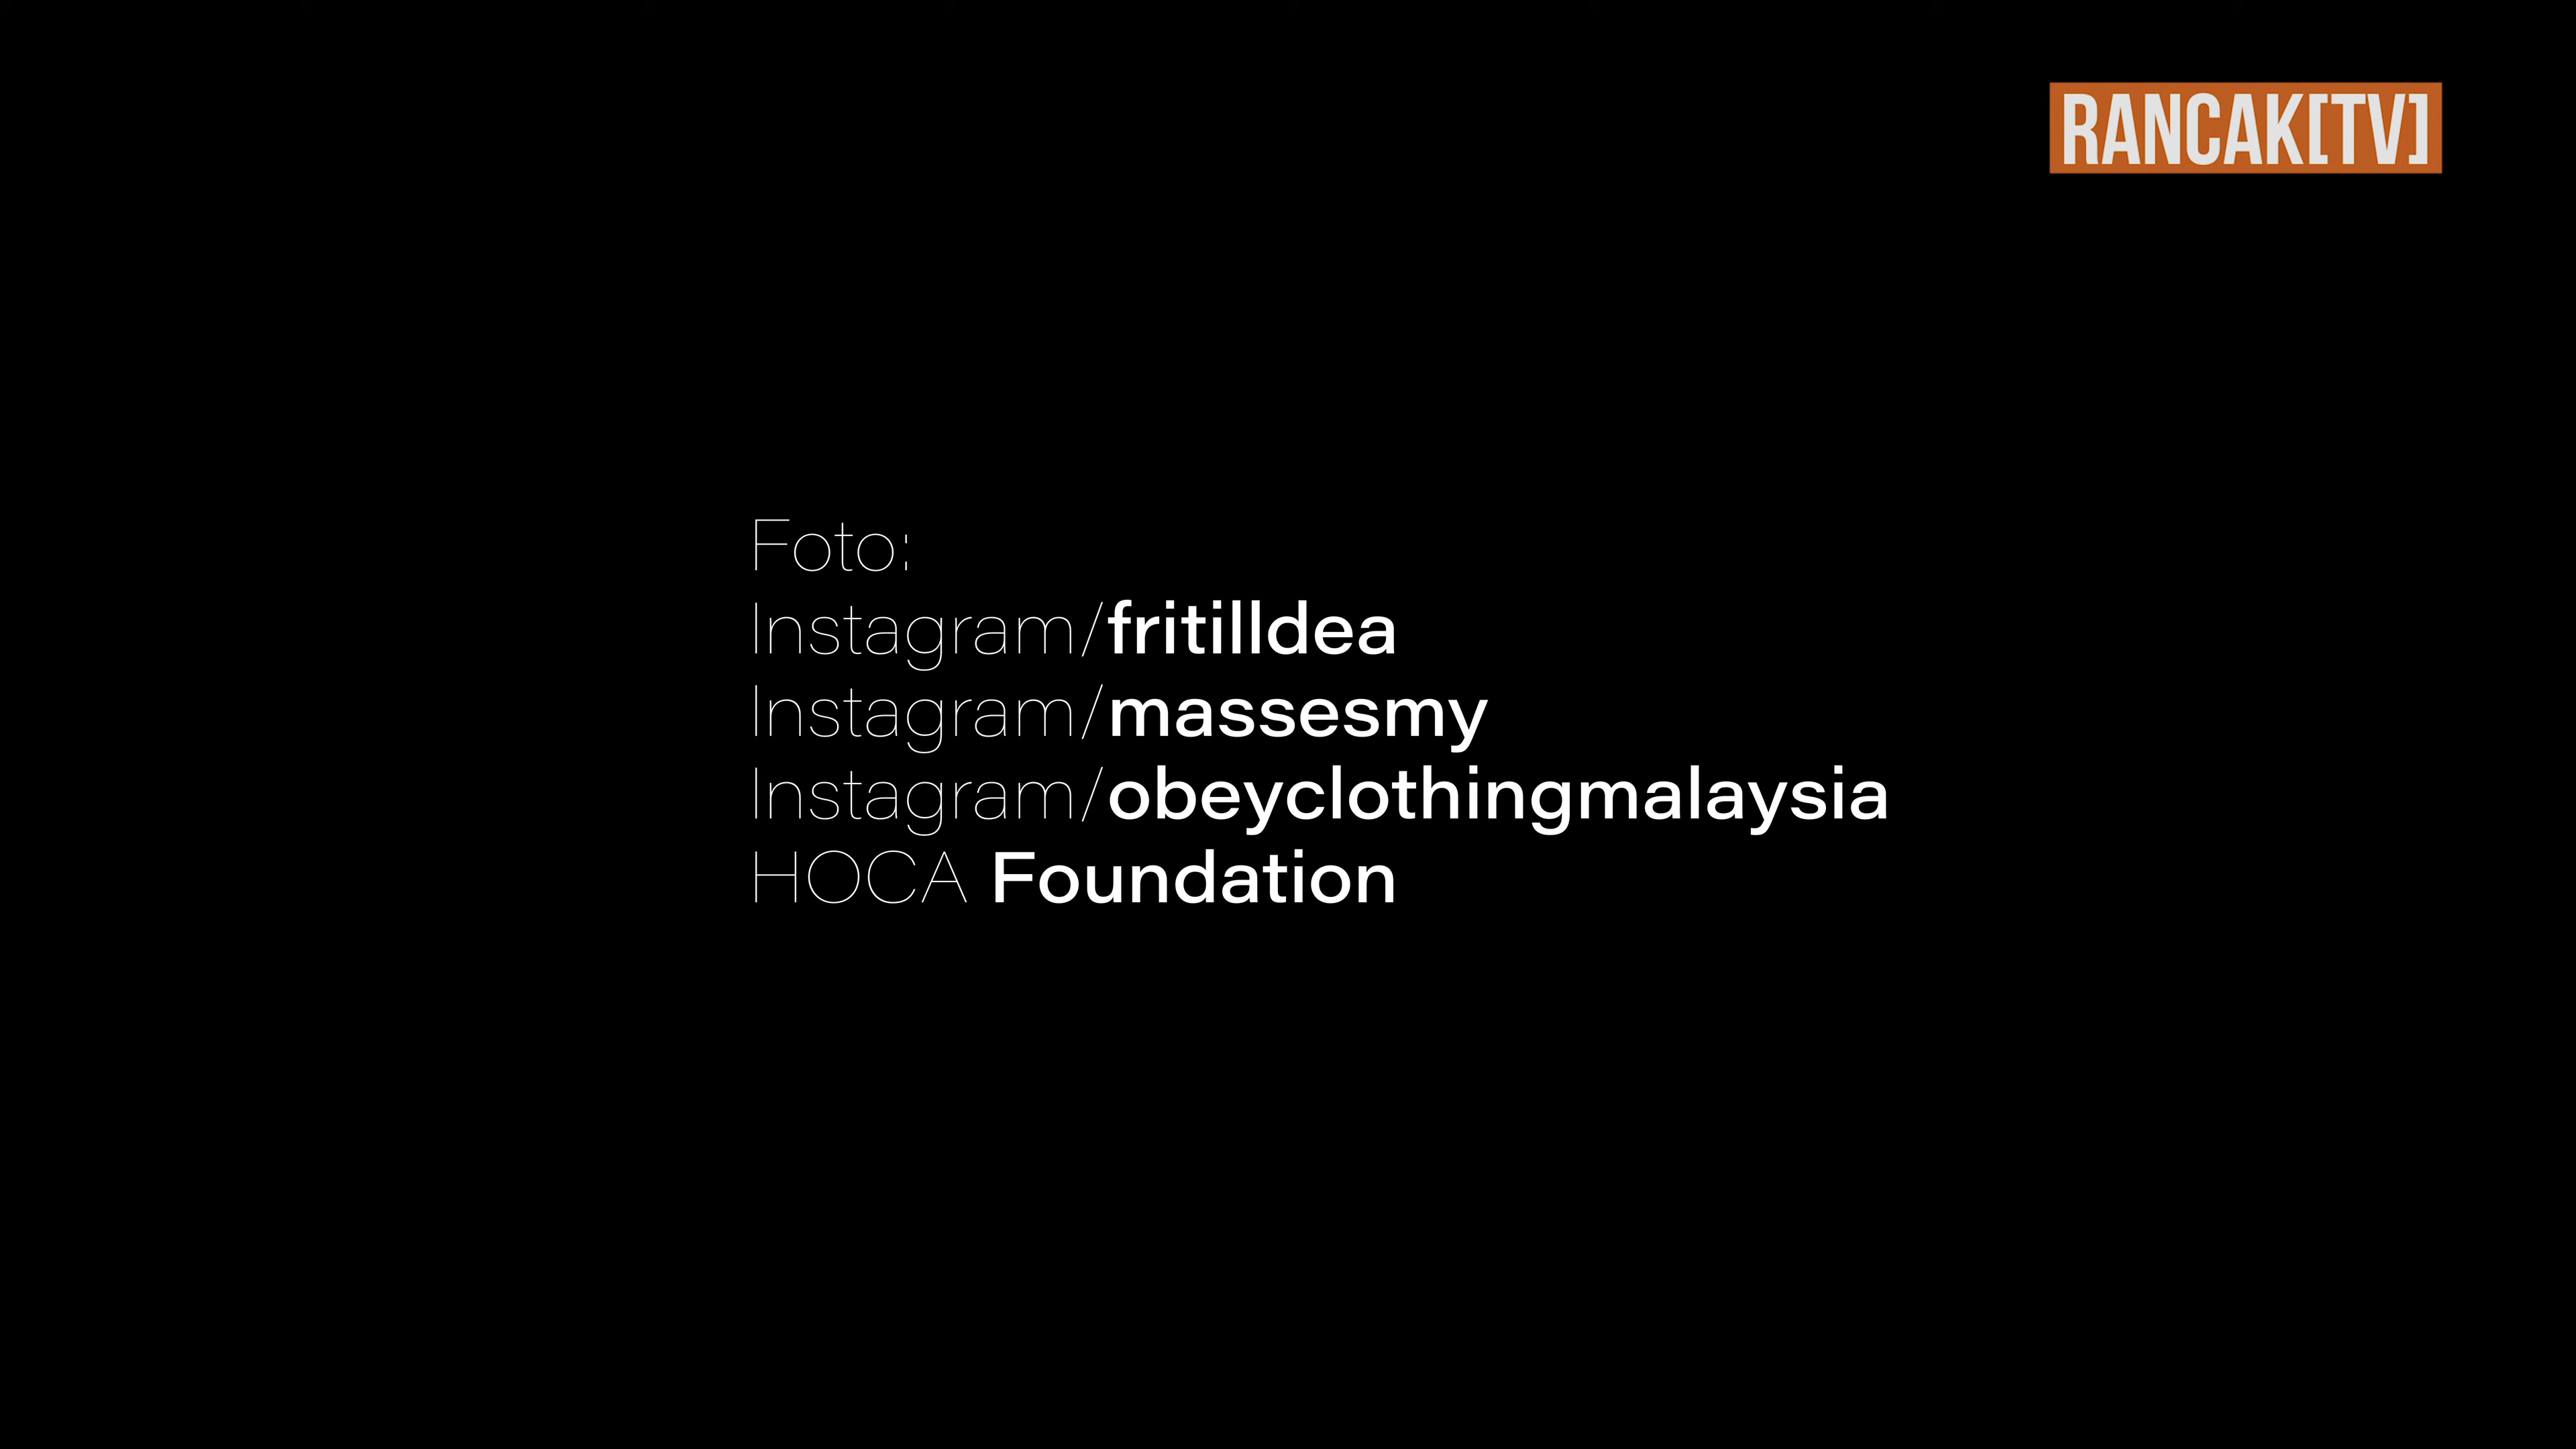 RANCAK[TV]
Foto:
Instagram/fritilldea
Instagram/massesmy
Instagram/obeyclothingmalaysia
HOCA Foundation